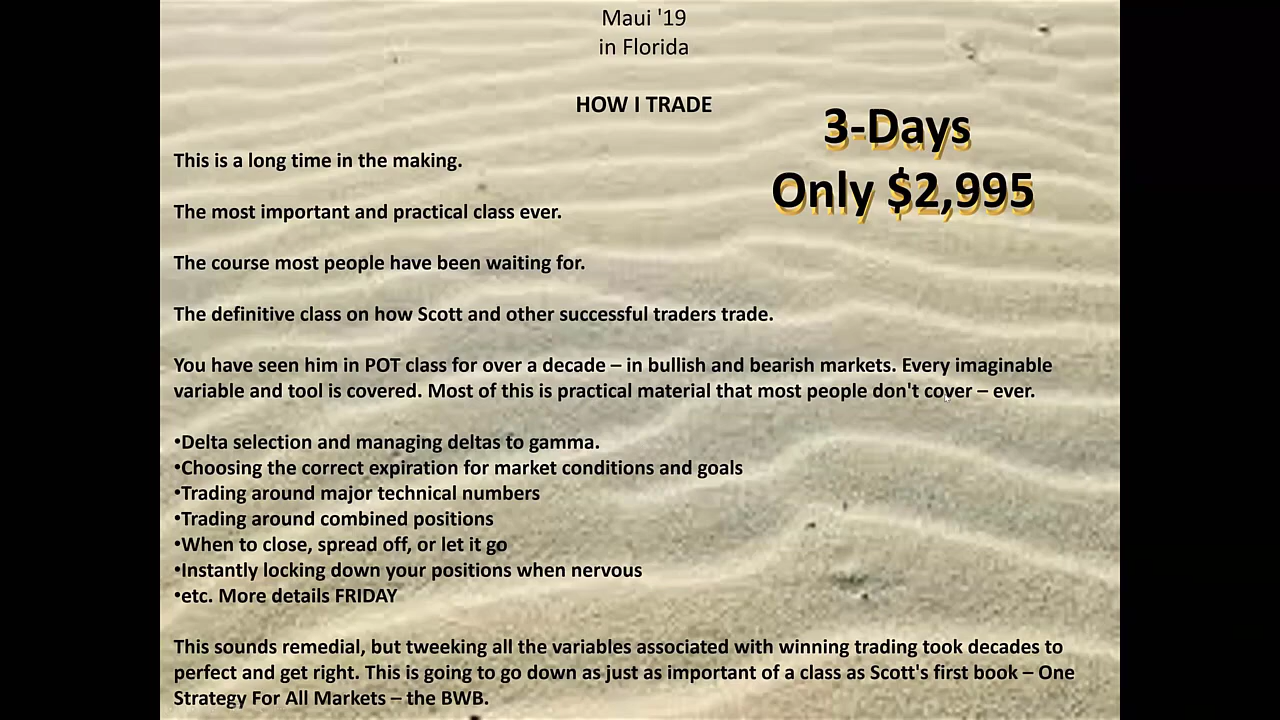 Maui '19
in Florida
HOW I TRADE
3-Days
Only $2,995
This is a long time in the making.
The most important and practical class ever.
The course most people have been waiting for.
The definitive class on how Scott and other successful traders trade.
You have seen him in POT class for over a decade – in bullish and bearish markets. Every imaginable
variable and tool is covered. Most of this is practical material that most people don't cover – ever.
•Delta selection and managing deltas to gamma.
•Choosing the correct expiration for market conditions and goals
•Trading around major technical numbers
•Trading around combined positions
•When to close, spread off, or let it go
•Instantly locking down your positions when nervous
•etc. More details FRIDAY
This sounds remedial, but tweeking all the variables associated with winning trading took decades to
perfect and get right. This is going to go down as just as important of a class as Scott's first book – One
Strategy For All Markets – the BWB.